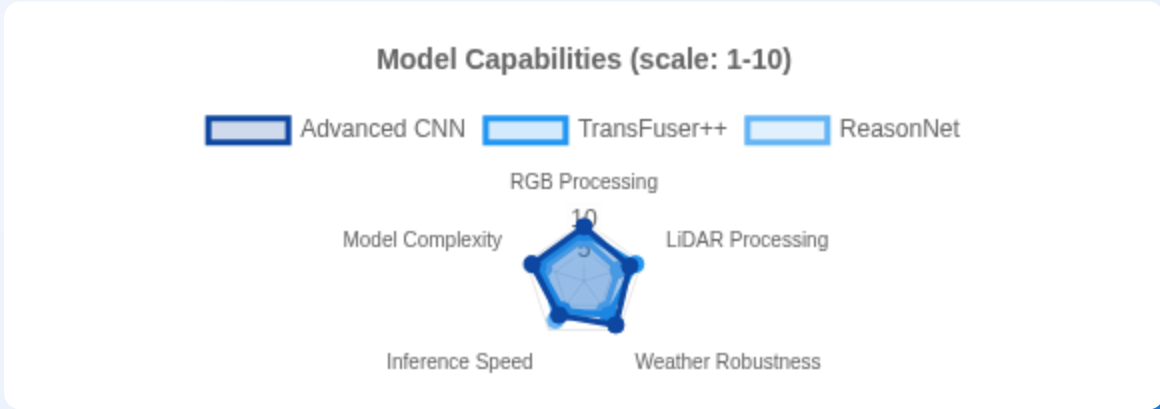 Model Capabilities (scale: 1-10)
Advanced CNN TransFuser++ ReasonNet
RGB Processing
10
Model Complexity LiDAR Processing
5
Inference Speed Weather Robustness